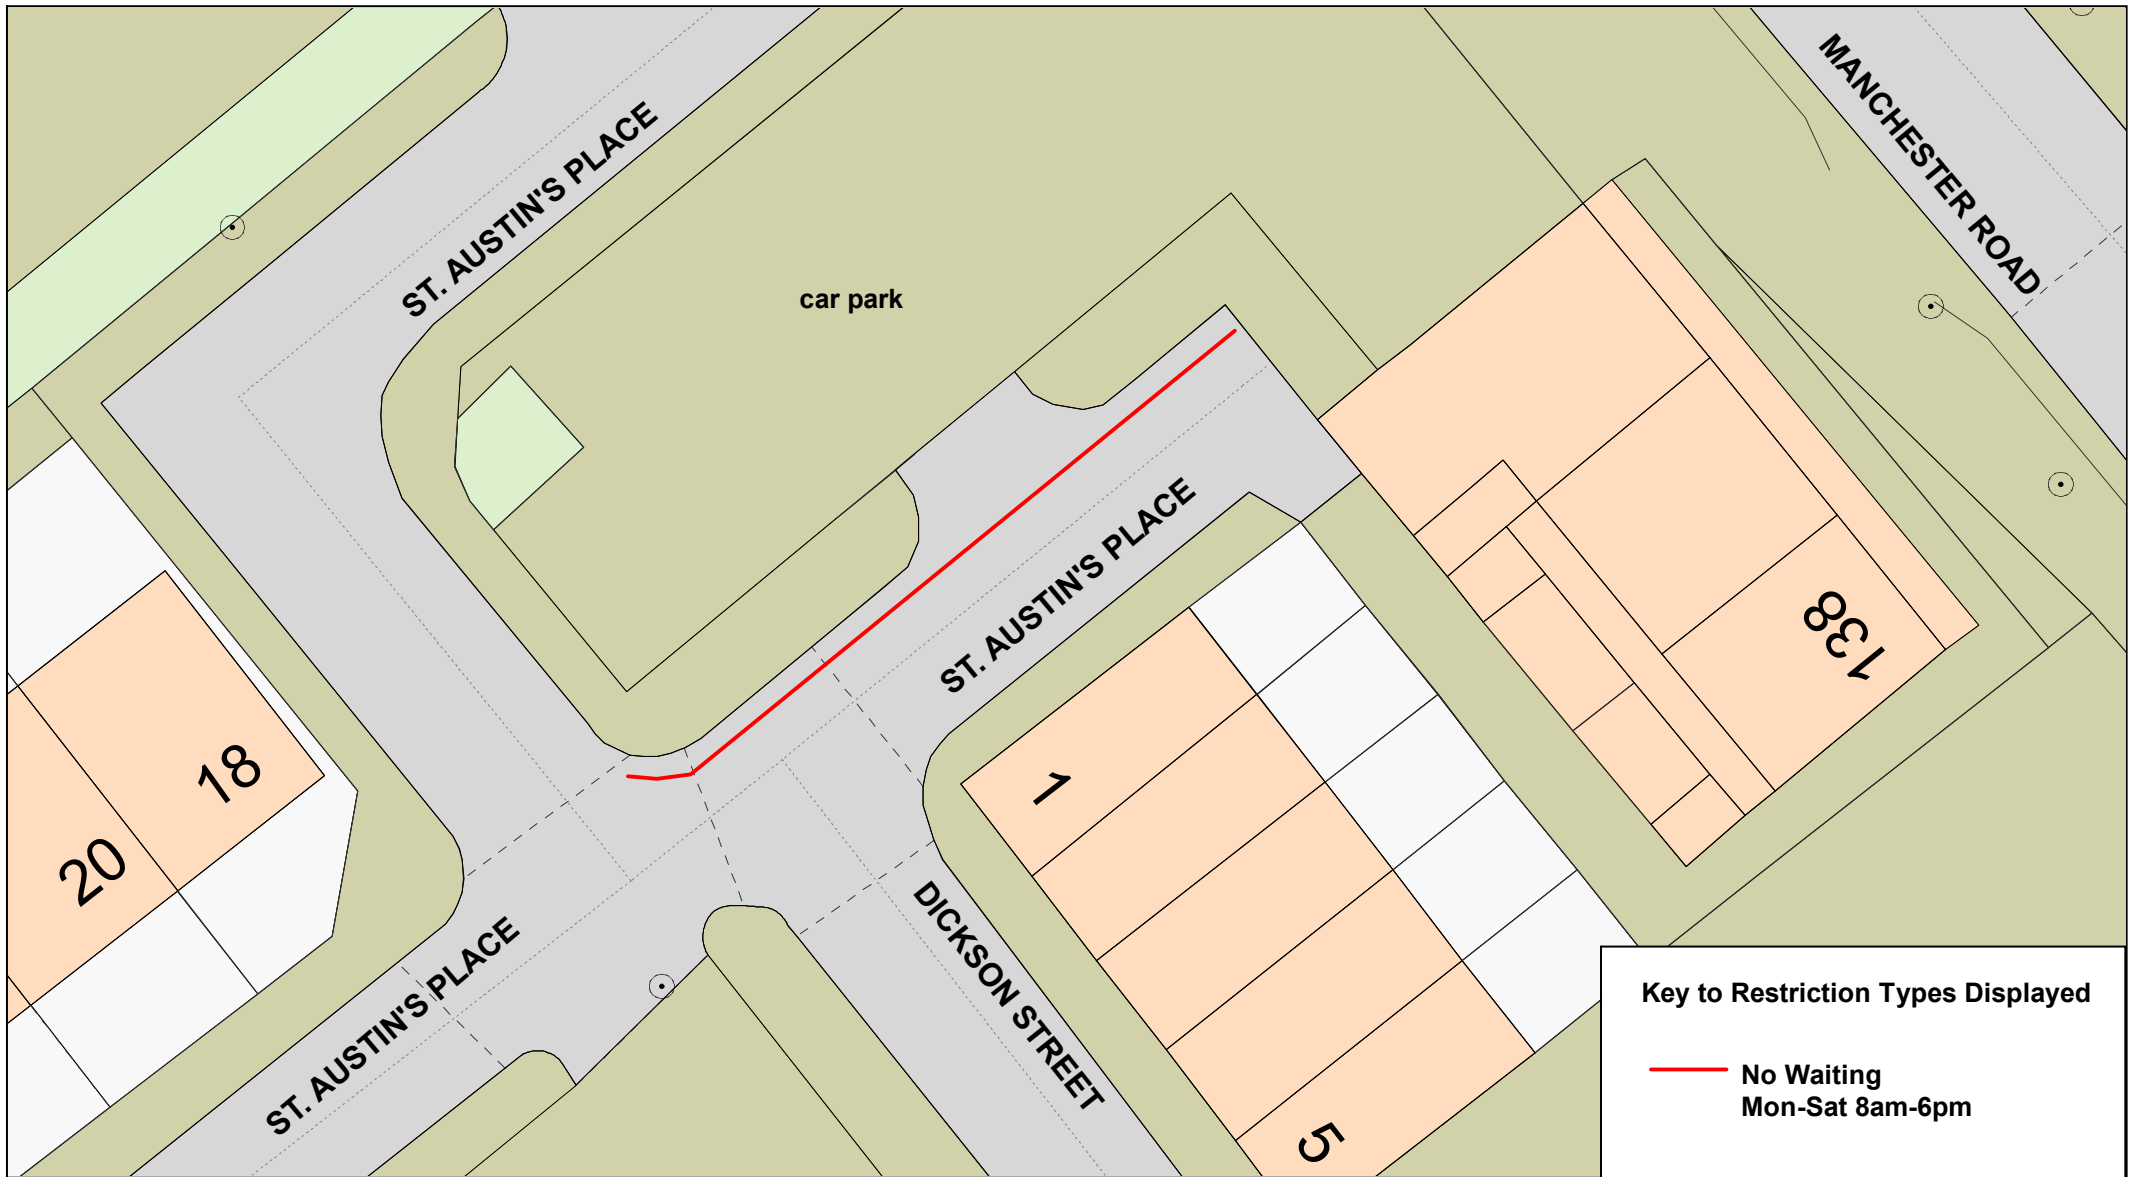 MANCHESTER ROAD
ST. AUSTIN'S PLACE
car park
ST. AUSTIN'S PLACE
138
18
1
20
DICKSON STREET
ST. AUSTIN'S PLACE
5
Key to Restriction Types Displayed
No Waiting
Mon-Sat 8am-6pm